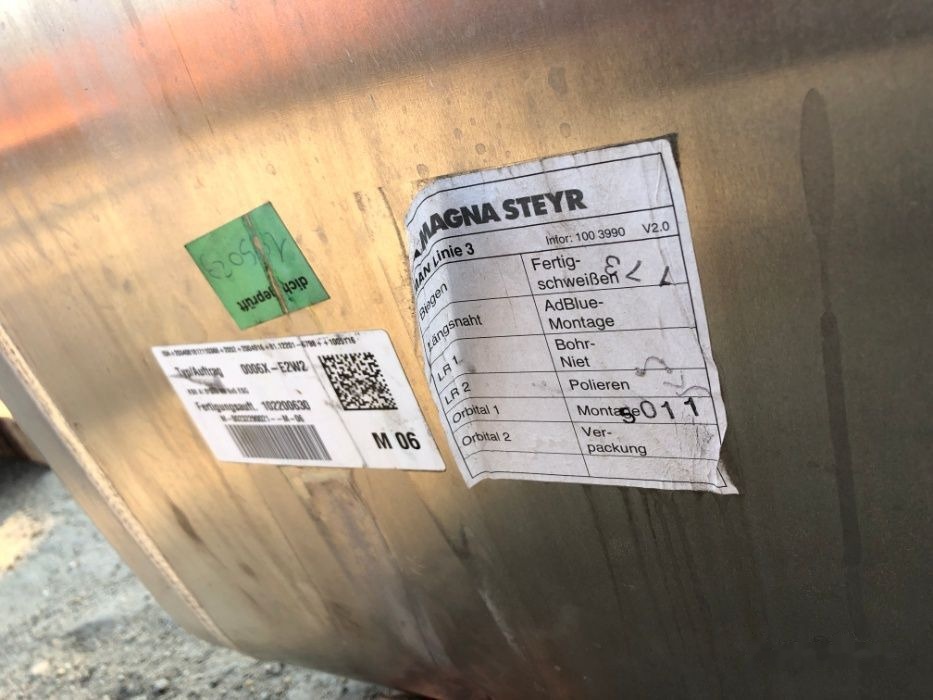 MAGNA STEYR
MAN Linie 3
Infor: 100 3990 V2.0
Biegen
Fertig-
schweißen
773
Längsnaht
AdBlue-
Montage
LR 1
Bohr-
Niet
LR 2
Polieren
Orbital 1
Montage
9011
Orbital 2
Ver-
packung
dicht geprüft
Typ/Auftrag 0006X-E2W2
Fertigungsauft. 102200630
M 06